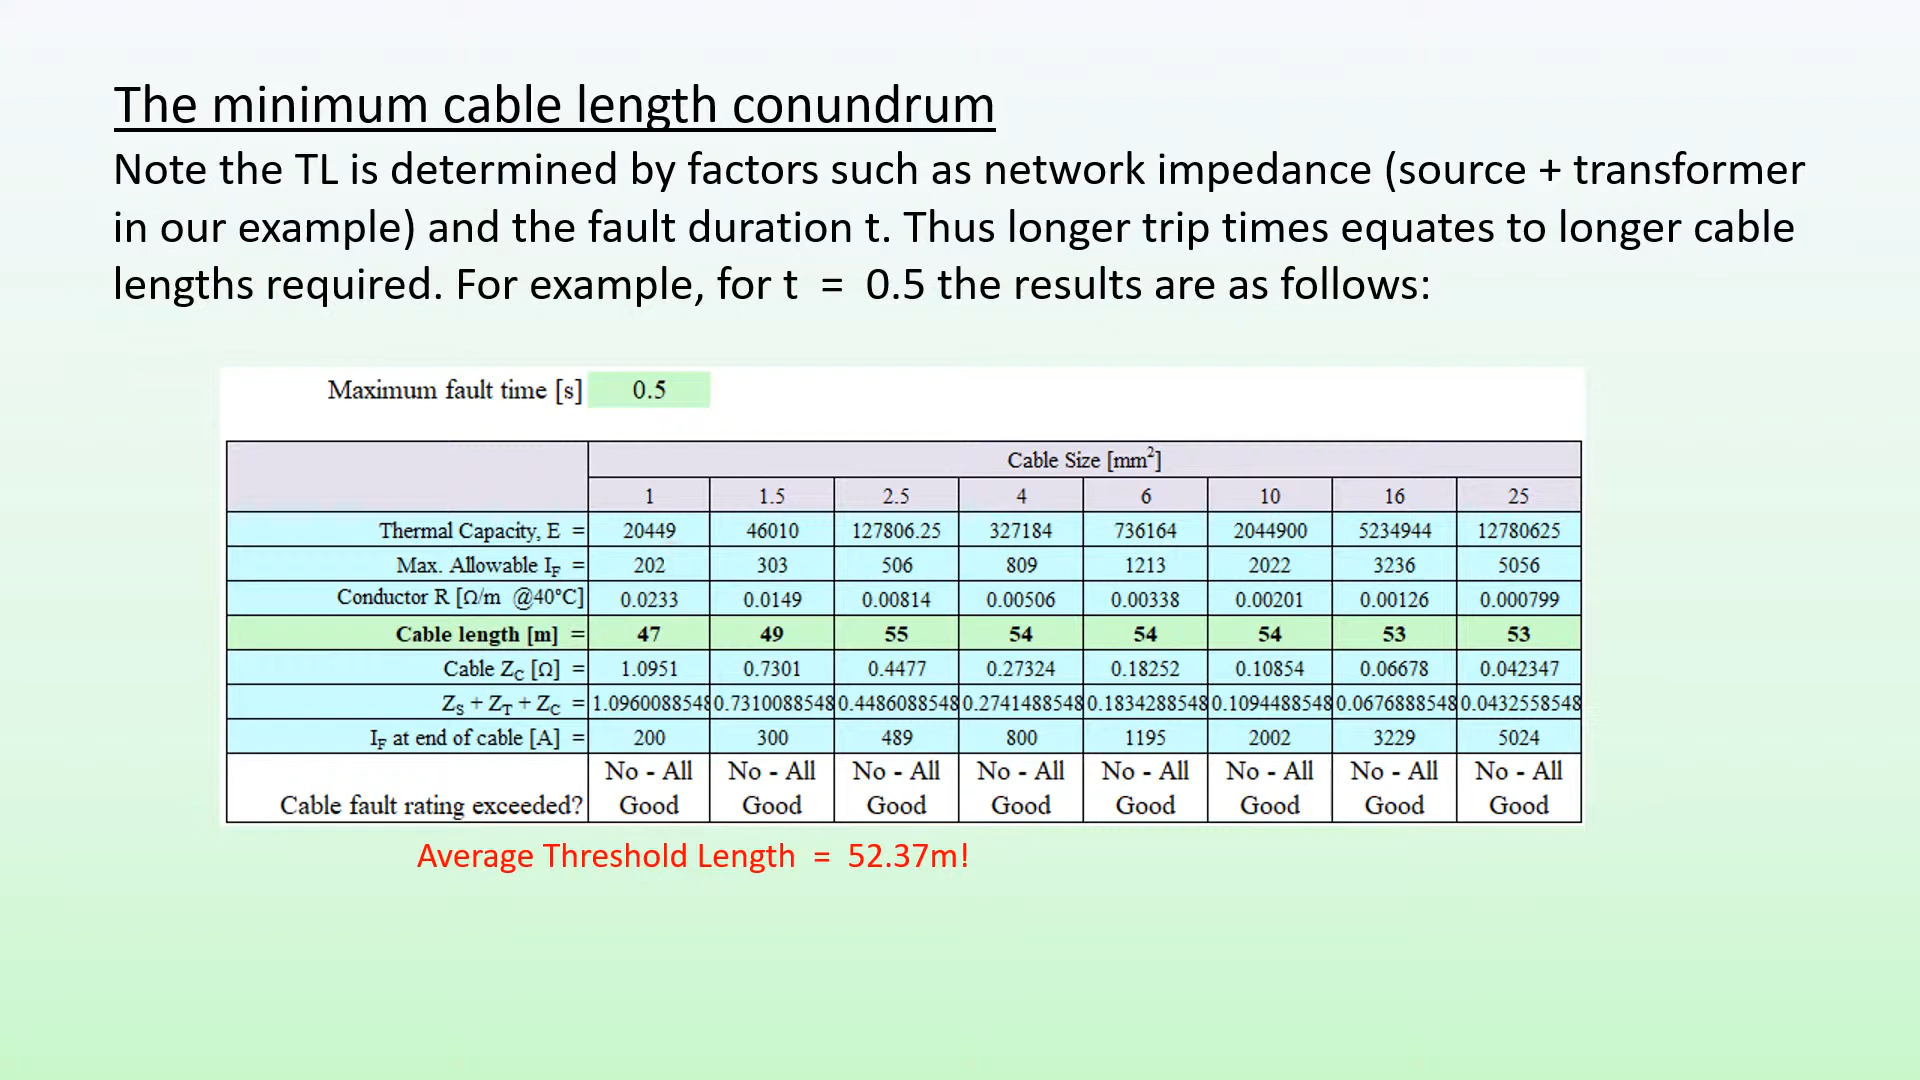 The minimum cable length conundrum
Note the TL is determined by factors such as network impedance (source + transformer
in our example) and the fault duration t. Thus longer trip times equates to longer cable
lengths required. For example, for t = 0.5 the results are as follows:
Maximum fault time [s] 0.5
Cable Size [mm²]
1 1.5 2.5 4 6 10 16 25
Thermal Capacity, E = 20449 46010 127806.25 327184 736164 2044900 5234944 12780625
Max. Allowable I_F = 202 303 506 809 1213 2022 3236 5056
Conductor R [Ω/m @40°C] 0.0233 0.0149 0.00814 0.00506 0.00338 0.00201 0.00126 0.000799
Cable length [m] = 47 49 55 54 54 54 53 53
Cable Z_C [Ω] = 1.0951 0.7301 0.4477 0.27324 0.18252 0.10854 0.06678 0.042347
Z_S + Z_T + Z_C = 1.0960088548 0.7310088548 0.4486088548 0.2741488548 0.1834288548 0.1094488548 0.0676888548 0.0432558548
I_F at end of cable [A] = 200 300 489 800 1195 2002 3229 5024
No - All No - All No - All No - All No - All No - All No - All No - All
Cable fault rating exceeded? Good Good Good Good Good Good Good Good
Average Threshold Length = 52.37m!